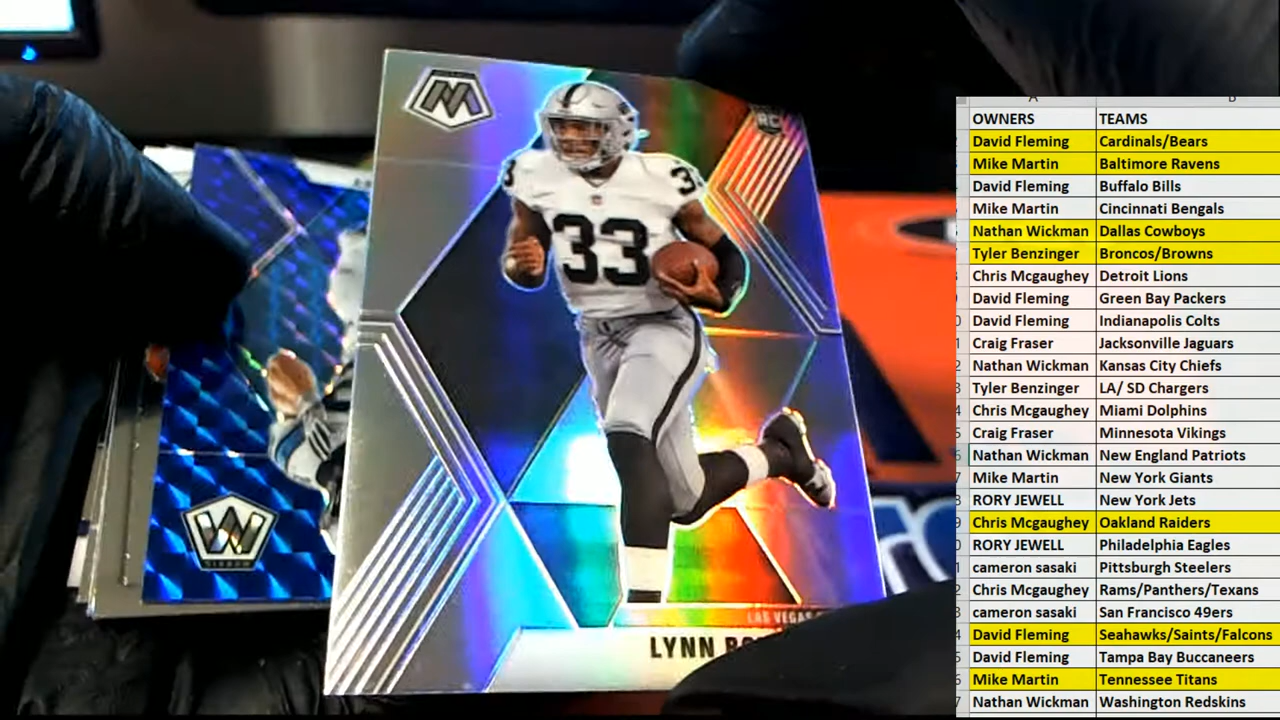 RC
33
33
3
LAS VEGAS
LYNN
MOSAIC
A B
OWNERS TEAMS
David Fleming Cardinals/Bears
Mike Martin Baltimore Ravens
David Fleming Buffalo Bills
Mike Martin Cincinnati Bengals
Nathan Wickman Dallas Cowboys
Tyler Benzinger Broncos/Browns
Chris Mcgaughey Detroit Lions
David Fleming Green Bay Packers
David Fleming Indianapolis Colts
Craig Fraser Jacksonville Jaguars
Nathan Wickman Kansas City Chiefs
Tyler Benzinger LA/ SD Chargers
Chris Mcgaughey Miami Dolphins
Craig Fraser Minnesota Vikings
Nathan Wickman New England Patriots
Mike Martin New York Giants
RORY JEWELL New York Jets
Chris Mcgaughey Oakland Raiders
RORY JEWELL Philadelphia Eagles
cameron sasaki Pittsburgh Steelers
Chris Mcgaughey Rams/Panthers/Texans
cameron sasaki San Francisco 49ers
David Fleming Seahawks/Saints/Falcons
David Fleming Tampa Bay Buccaneers
Mike Martin Tennessee Titans
Nathan Wickman Washington Redskins